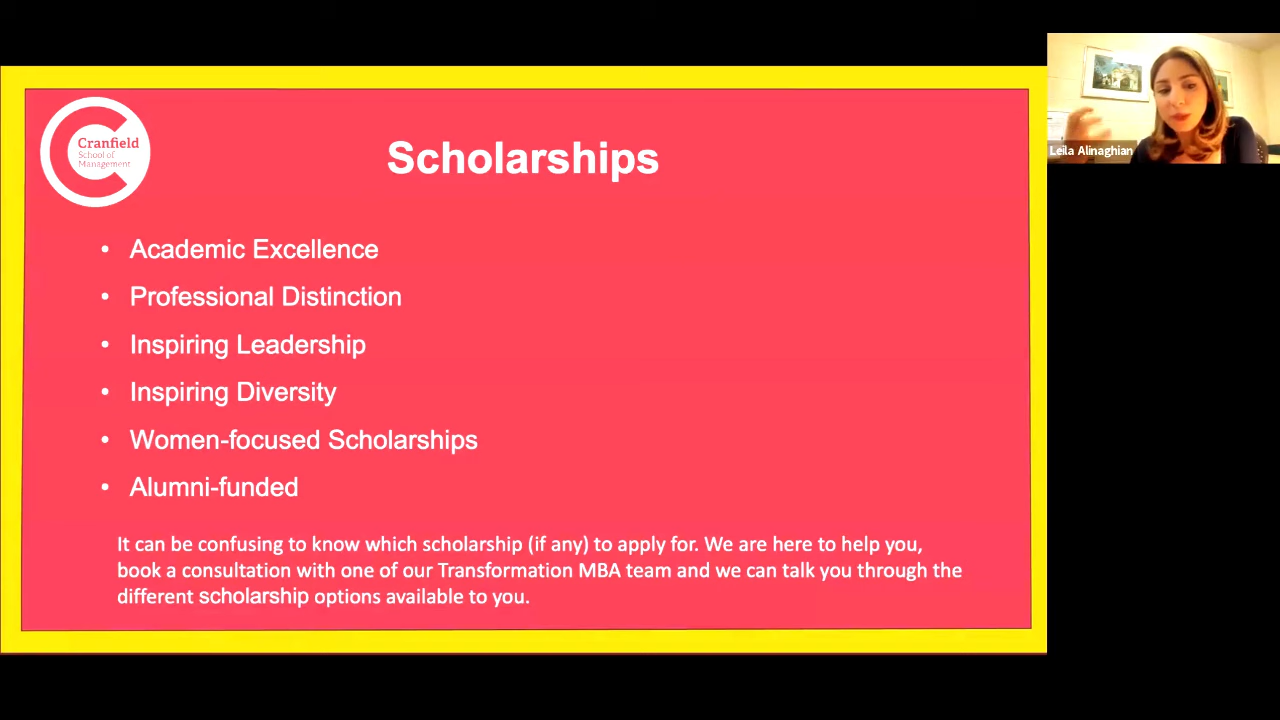 Cranfield
School of
Management
Scholarships
• Academic Excellence
• Professional Distinction
• Inspiring Leadership
• Inspiring Diversity
• Women-focused Scholarships
• Alumni-funded
It can be confusing to know which scholarship (if any) to apply for. We are here to help you,
book a consultation with one of our Transformation MBA team and we can talk you through the
different scholarship options available to you.
Leila Alinaghian